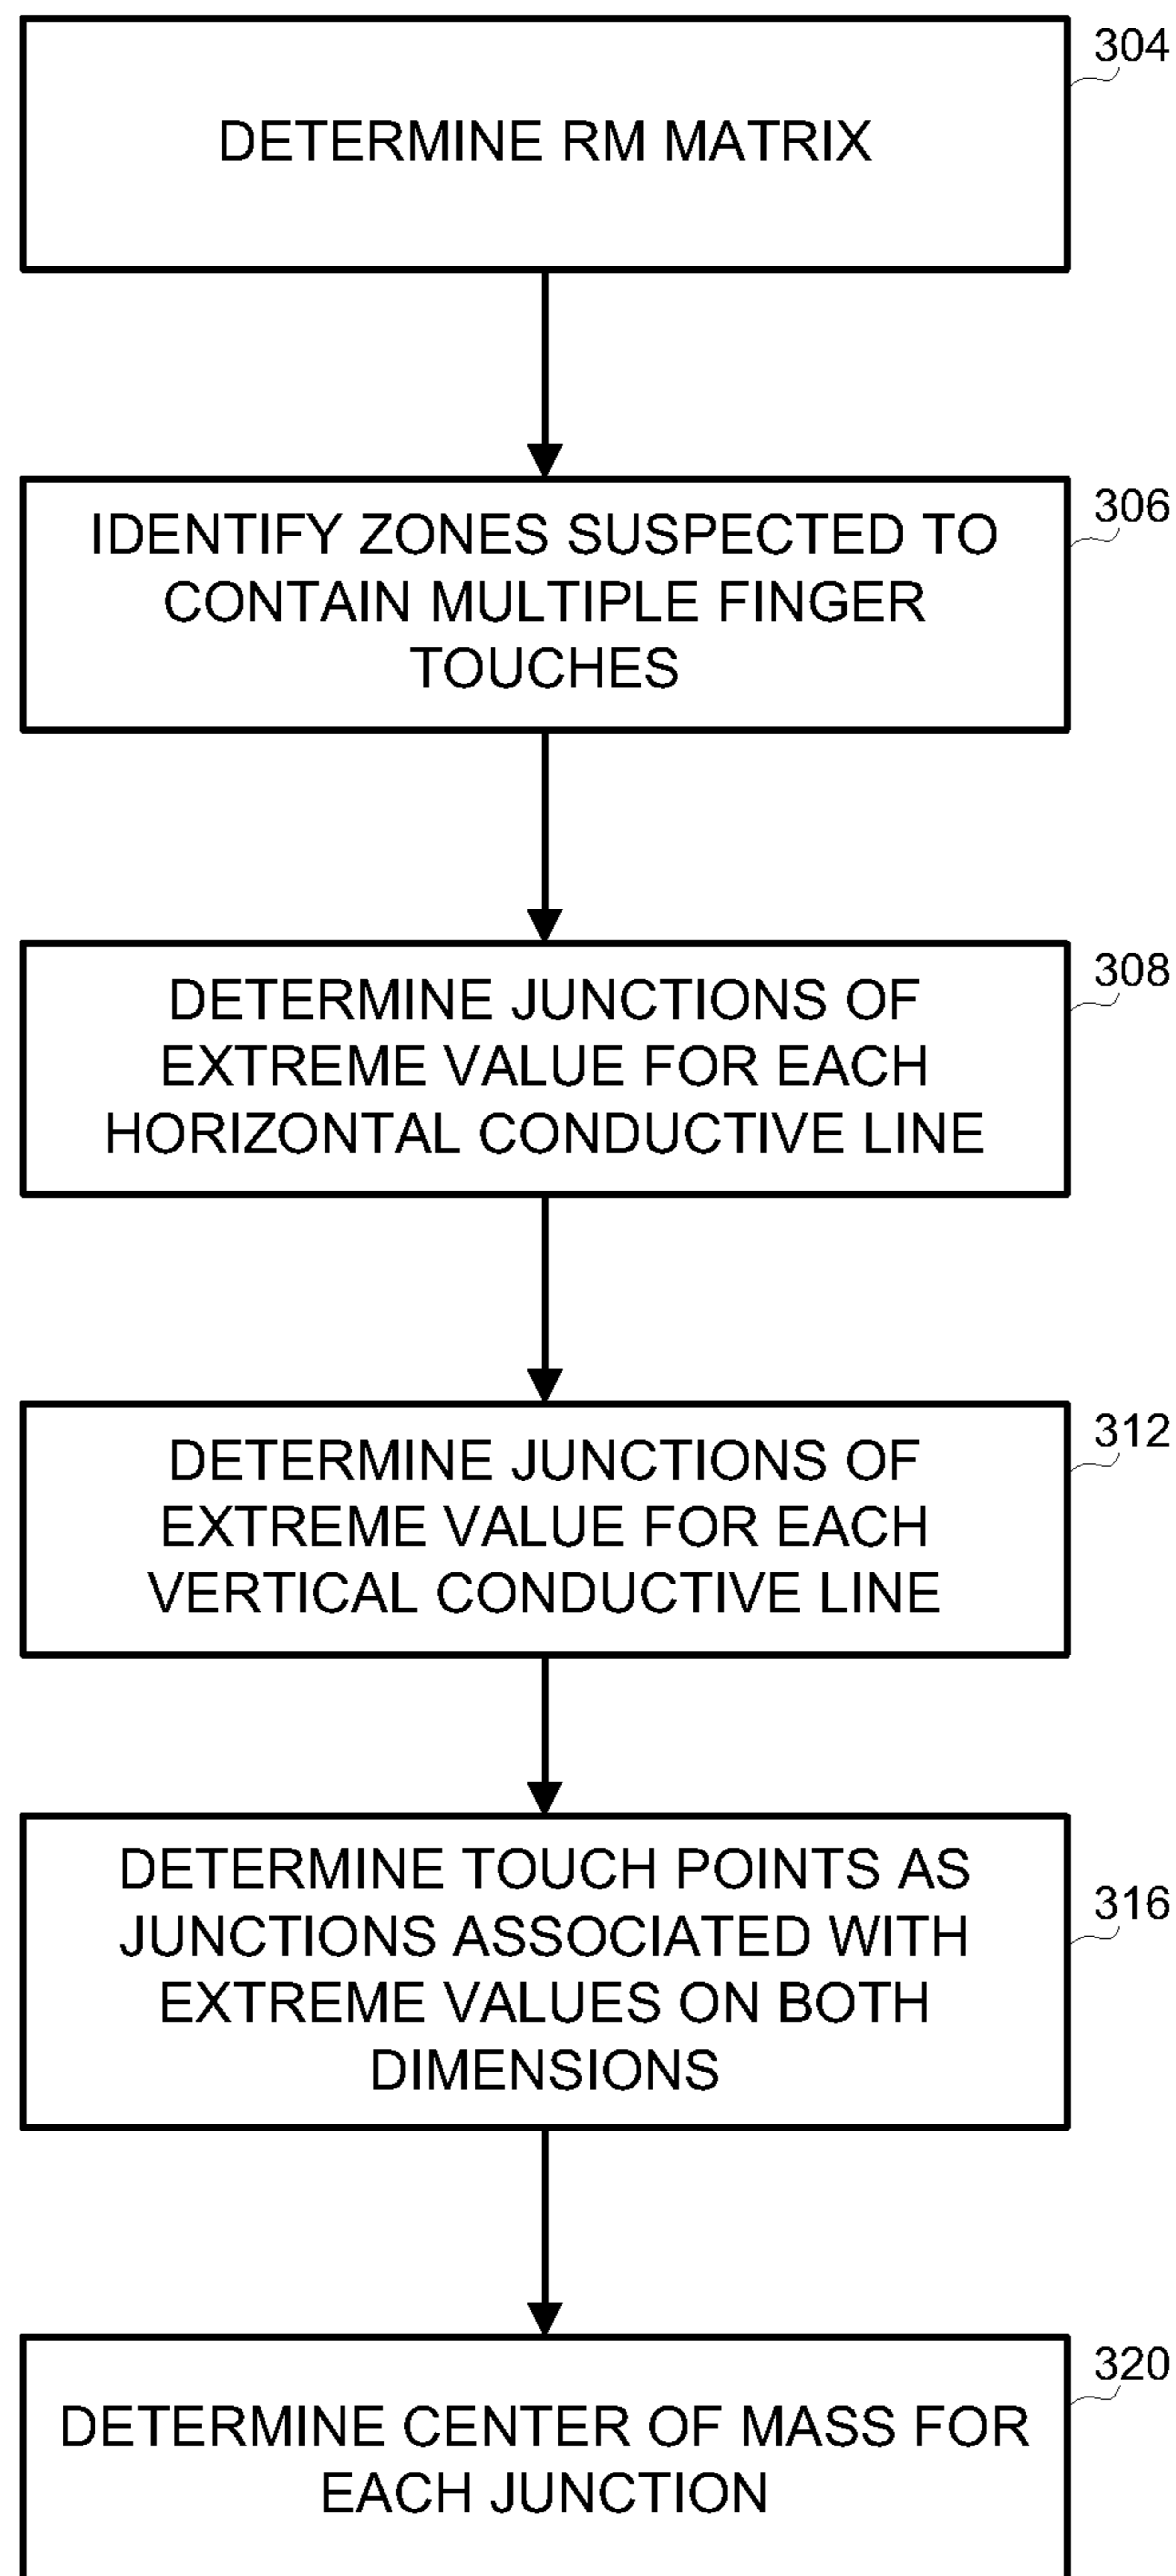 304
DETERMINE RM MATRIX
306
IDENTIFY ZONES SUSPECTED TO
CONTAIN MULTIPLE FINGER
TOUCHES
308
DETERMINE JUNCTIONS OF
EXTREME VALUE FOR EACH
HORIZONTAL CONDUCTIVE LINE
312
DETERMINE JUNCTIONS OF
EXTREME VALUE FOR EACH
VERTICAL CONDUCTIVE LINE
316
DETERMINE TOUCH POINTS AS
JUNCTIONS ASSOCIATED WITH
EXTREME VALUES ON BOTH
DIMENSIONS
320
DETERMINE CENTER OF MASS FOR
EACH JUNCTION